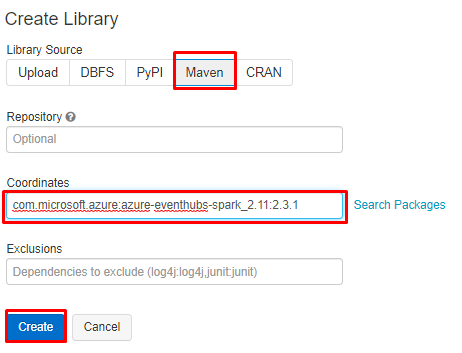 Create Library
Library Source
Upload DBFS PyPI Maven CRAN
Repository
Optional
Coordinates
com.microsoft.azure:azure-eventhubs-spark_2.11:2.3.1 Search Packages
Exclusions
Dependencies to exclude (log4j:log4j,junit:junit)
Create Cancel